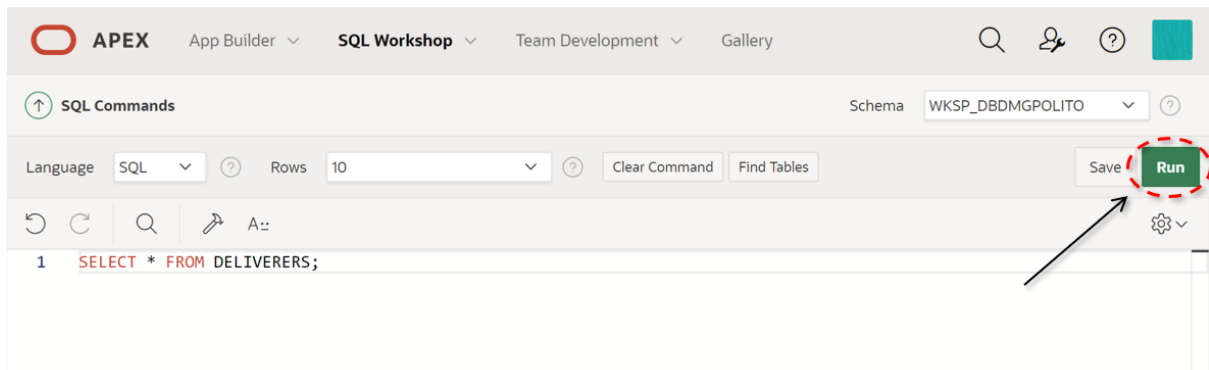 APEX App Builder SQL Workshop Team Development Gallery
SQL Commands Schema WKSP_DBDMGPOLITO
Language SQL Rows 10 Clear Command Find Tables Save Run
A::
1 SELECT * FROM DELIVERERS;